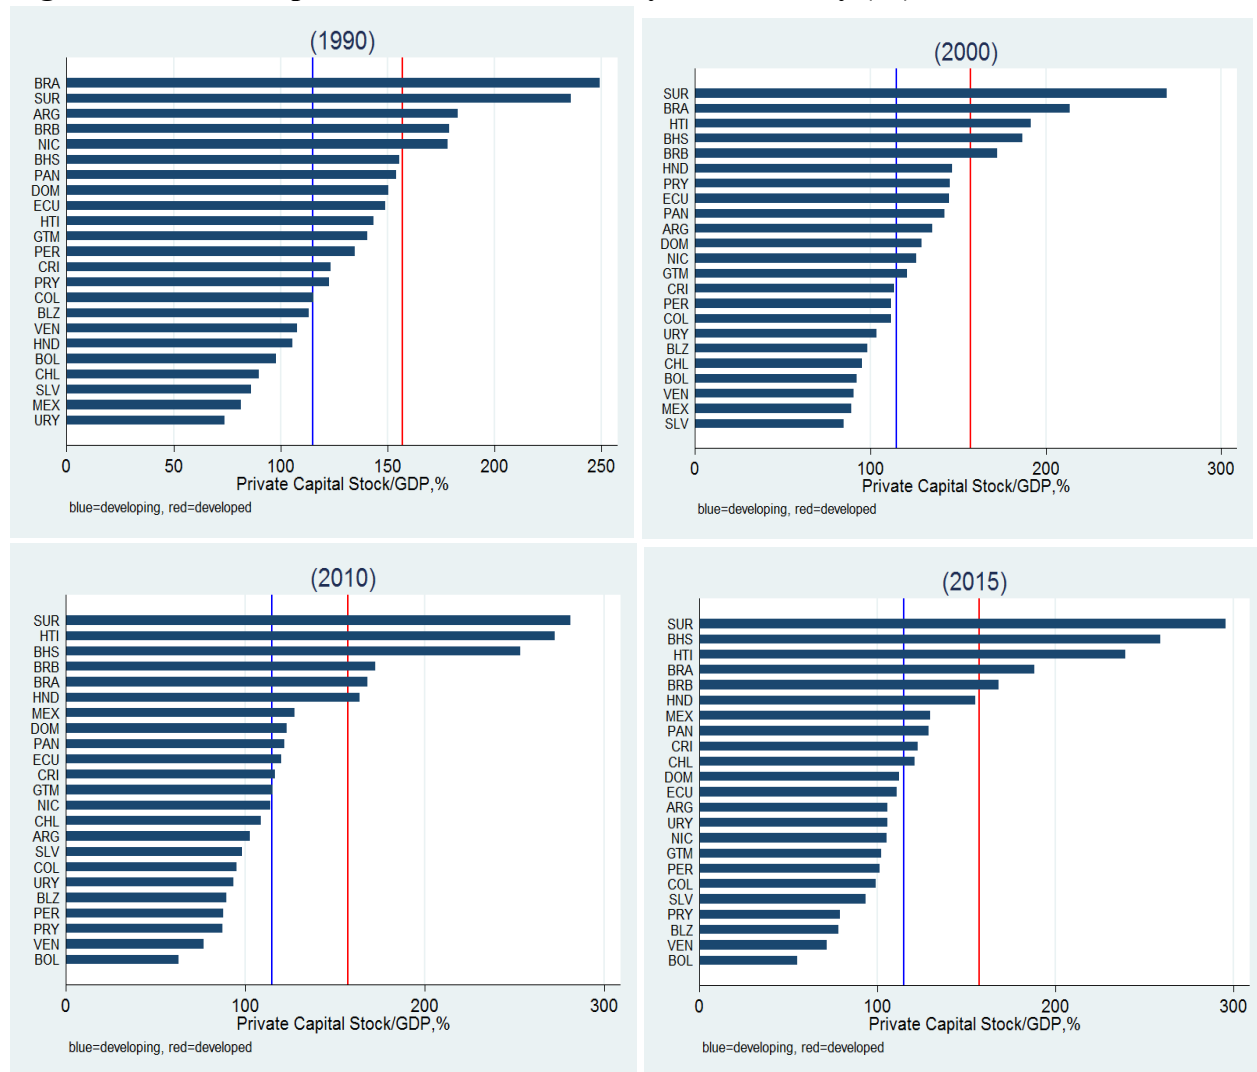 (1990)
BRA
SUR
ARG
BRB
NIC
BHS
PAN
DOM
ECU
HTI
GTM
PER
CRI
PRY
COL
BLZ
VEN
HND
BOL
CHL
SLV
MEX
URY
0 50 100 150 200 250
Private Capital Stock/GDP,%
blue=developing, red=developed
(2000)
SUR
BRA
HTI
BHS
BRB
HND
PRY
ECU
PAN
ARG
DOM
NIC
GTM
CRI
PER
COL
URY
BLZ
CHL
BOL
VEN
MEX
SLV
0 100 200 300
Private Capital Stock/GDP,%
blue=developing, red=developed
(2010)
SUR
HTI
BHS
BRB
BRA
HND
MEX
DOM
PAN
ECU
CRI
GTM
NIC
CHL
ARG
SLV
COL
URY
BLZ
PER
PRY
VEN
BOL
0 100 200 300
Private Capital Stock/GDP,%
blue=developing, red=developed
(2015)
SUR
BHS
HTI
BRA
BRB
HND
MEX
PAN
CRI
CHL
DOM
ECU
ARG
URY
NIC
GTM
PER
COL
SLV
PRY
BLZ
VEN
BOL
0 100 200 300
Private Capital Stock/GDP,%
blue=developing, red=developed